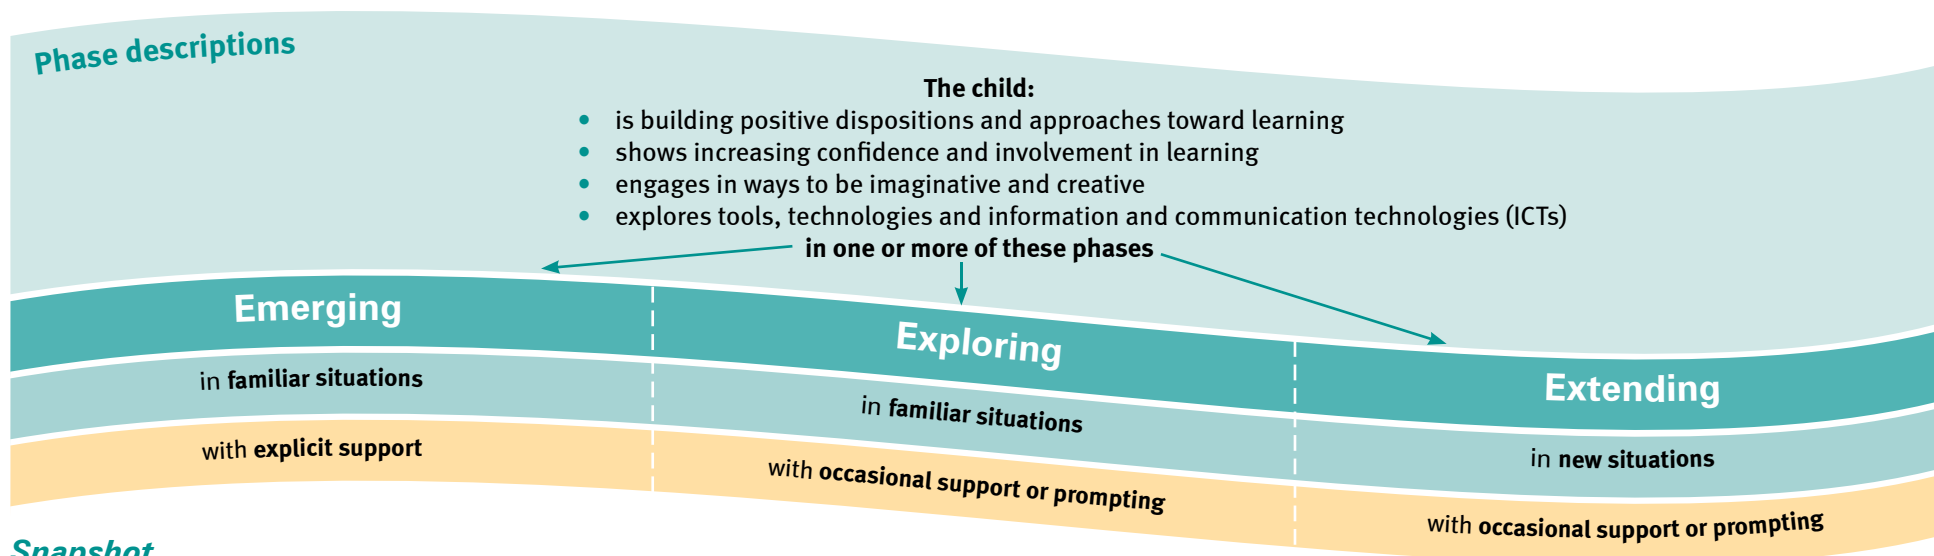 Phase descriptions
The child:
• is building positive dispositions and approaches toward learning
• shows increasing confidence and involvement in learning
• engages in ways to be imaginative and creative
• explores tools, technologies and information and communication technologies (ICTs)
in one or more of these phases
Emerging
in familiar situations
with explicit support
Exploring
in familiar situations
with occasional support or prompting
Extending
in new situations
with occasional support or prompting
Snapshot